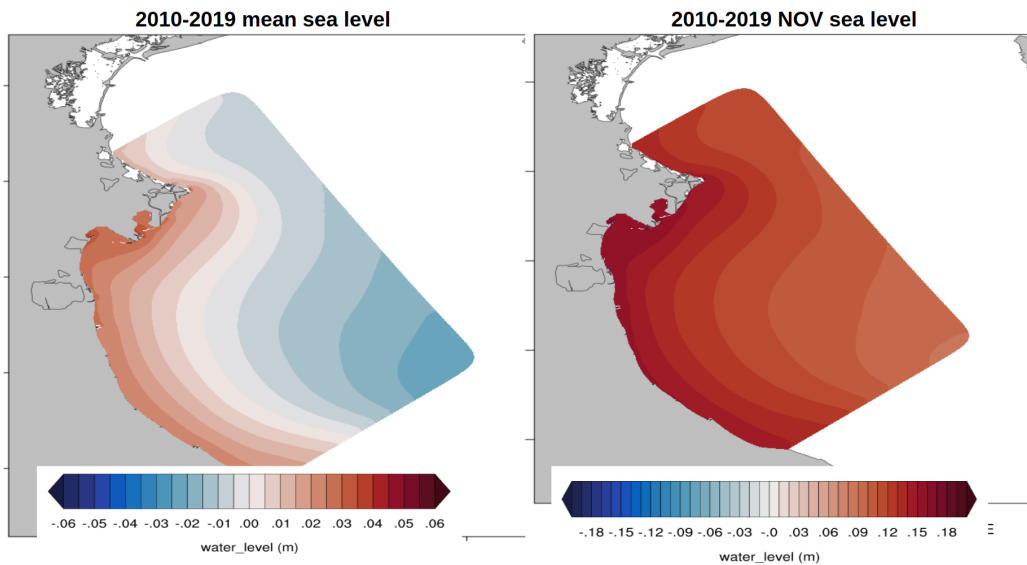 2010-2019 mean sea level
2010-2019 NOV sea level
-.06 -.05 -.04 -.03 -.02 -.01 .00 .01 .02 .03 .04 .05 .06
water_level (m)
-.18 -.15 -.12 -.09 -.06 -.03 -.0 .03 .06 .09 .12 .15 .18
water_level (m)